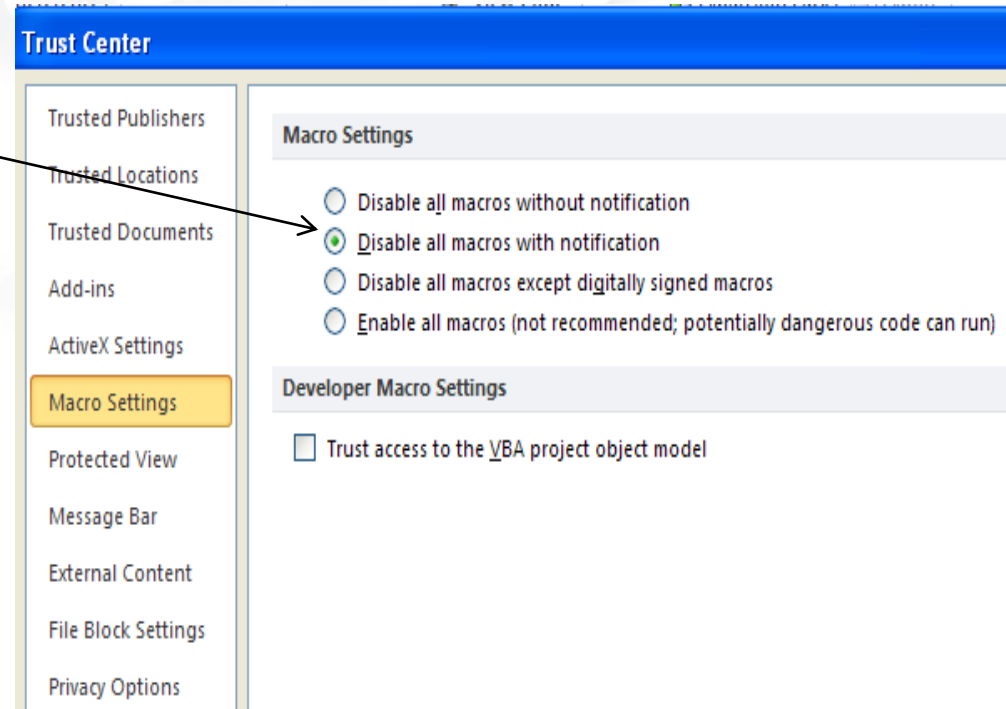 Trust Center
Trusted Publishers
Trusted Locations
Trusted Documents
Add-ins
ActiveX Settings
Macro Settings
Protected View
Message Bar
External Content
File Block Settings
Privacy Options
Macro Settings
Disable all macros without notification
Disable all macros with notification
Disable all macros except digitally signed macros
Enable all macros (not recommended; potentially dangerous code can run)
Developer Macro Settings
Trust access to the VBA project object model